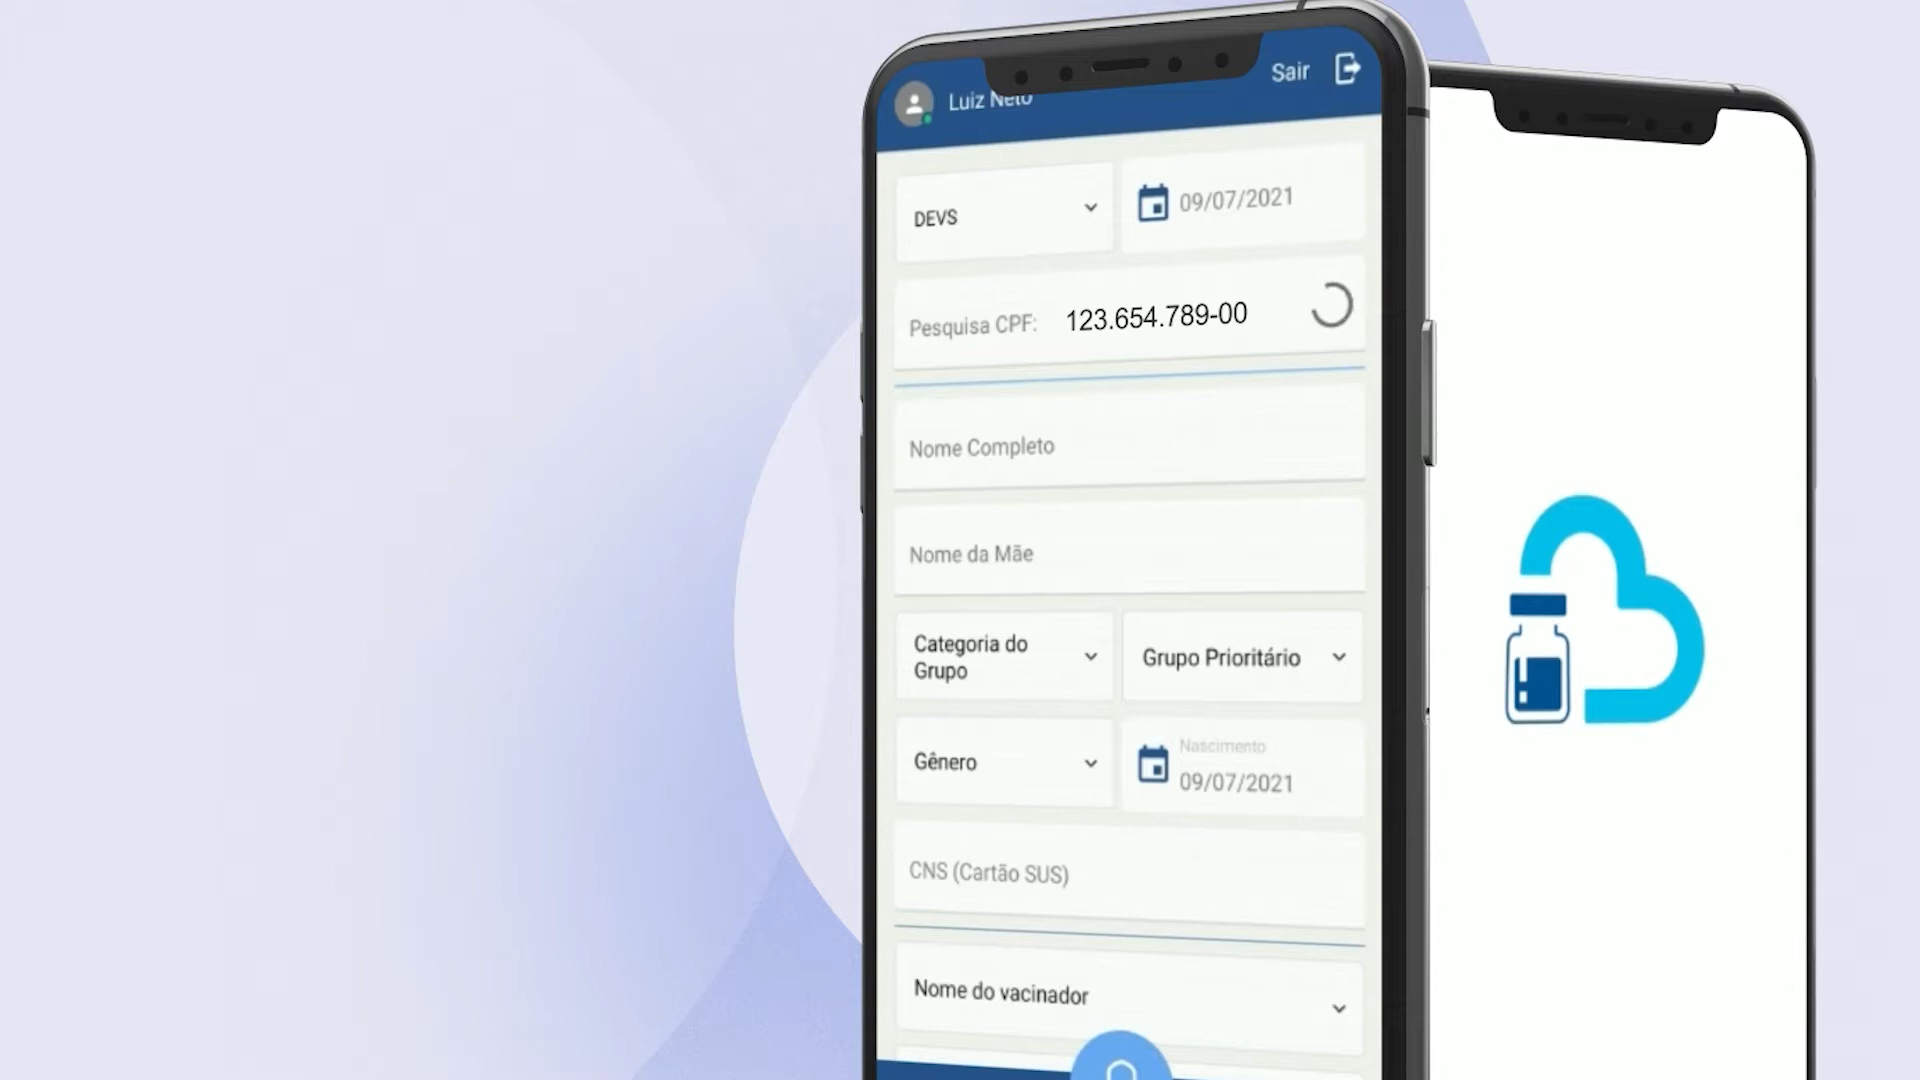 Luiz Neto
Sair
DEVS
09/07/2021
Pesquisa CPF:
123.654.789-00
Nome Completo
Nome da Mãe
Categoria do
Grupo
Grupo Prioritário
Gênero
Nascimento
09/07/2021
CNS (Cartão SUS)
Nome do vacinador